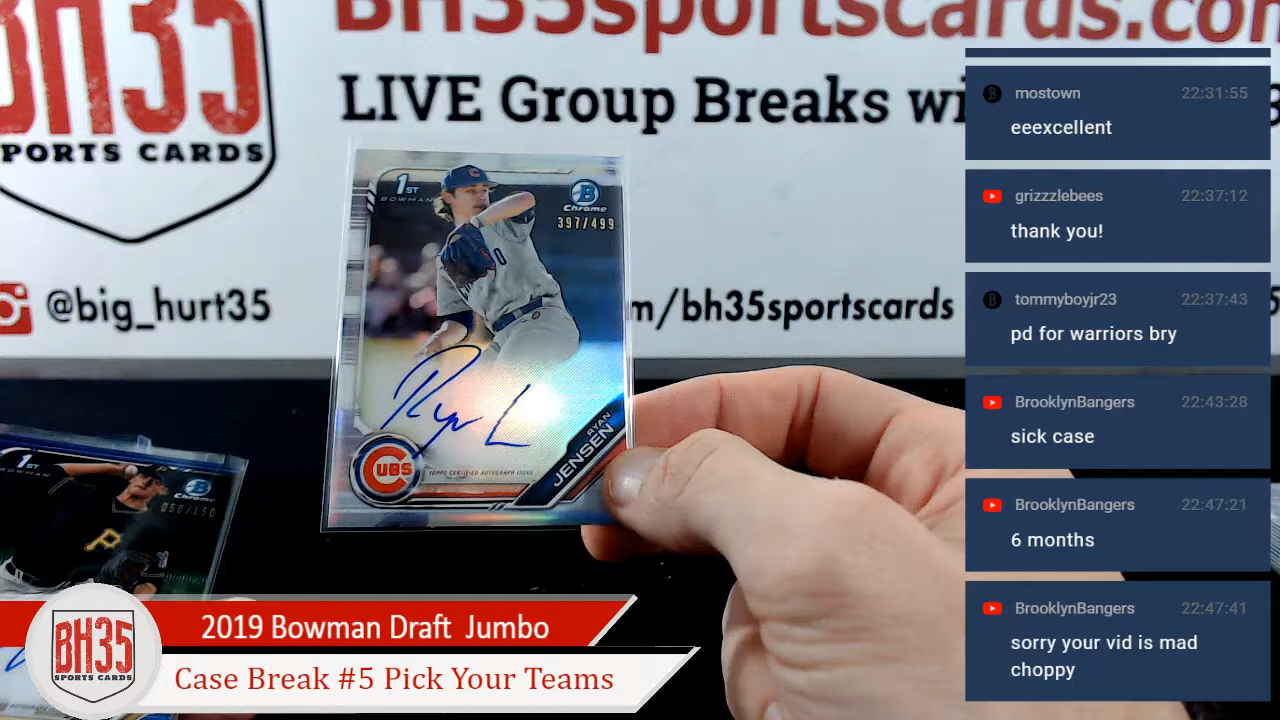 BH35sportscards.com
BH35
SPORTS CARDS
LIVE Group Breaks wi
@big_hurt35
m/bh35sportscards
1ST
BOWMAN
B
Chrome
397/499
CUBS
TOPPS CERTIFIED AUTOGRAPH ISSUE
RYAN
JENSEN
1ST
BOWMAN
B
Chrome
050/150
P
BH35
SPORTS CARDS
2019 Bowman Draft Jumbo
Case Break #5 Pick Your Teams
mostown 22:31:55
eeexcellent
grizzzlebees 22:37:12
thank you!
tommyboyjr23 22:37:43
pd for warriors bry
BrooklynBangers 22:43:28
sick case
BrooklynBangers 22:47:21
6 months
BrooklynBangers 22:47:41
sorry your vid is mad
choppy